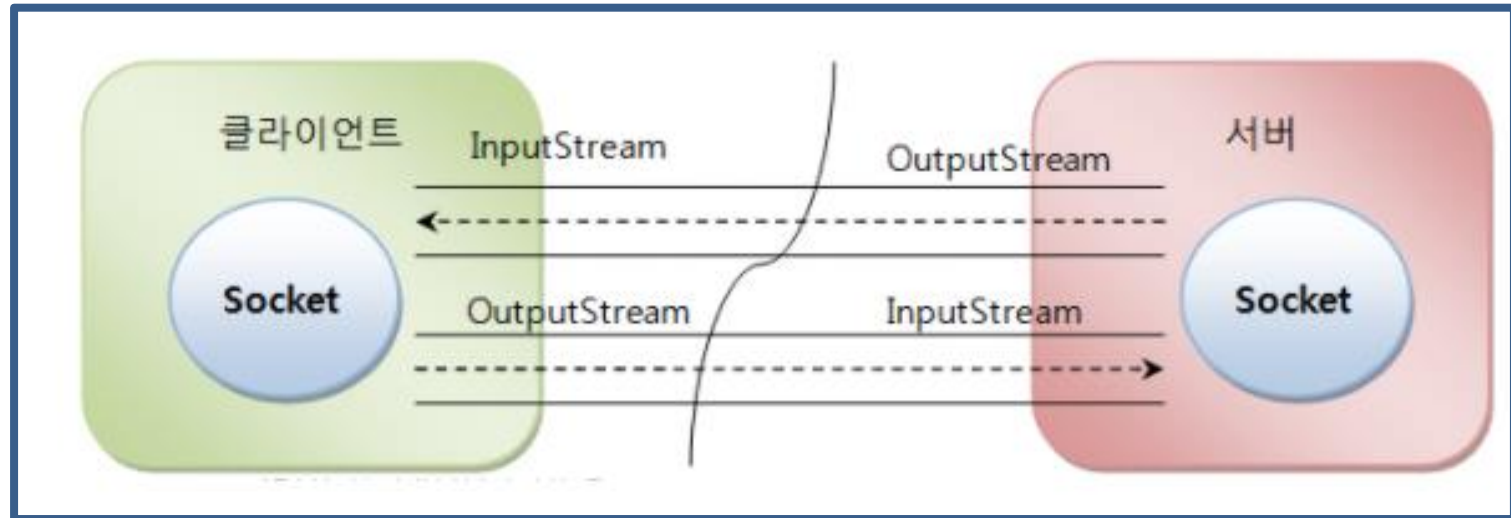 클라이언트
서버
InputStream
OutputStream
Socket
Socket
OutputStream
InputStream